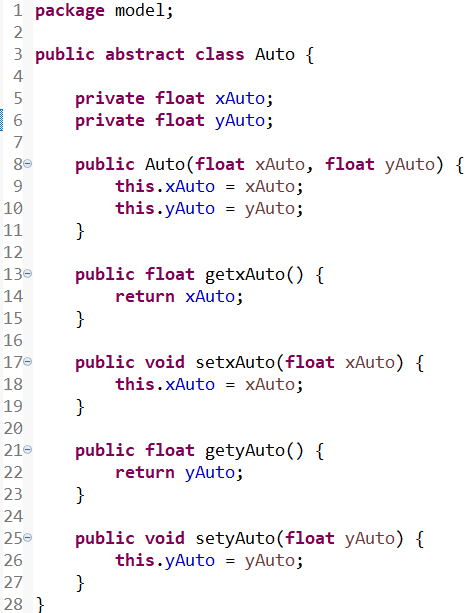 1 package model;
2
3 public abstract class Auto {
4
5     private float xAuto;
6     private float yAuto;
7
8     public Auto(float xAuto, float yAuto) {
9         this.xAuto = xAuto;
10         this.yAuto = yAuto;
11     }
12
13     public float getxAuto() {
14         return xAuto;
15     }
16
17     public void setxAuto(float xAuto) {
18         this.xAuto = xAuto;
19     }
20
21     public float getyAuto() {
22         return yAuto;
23     }
24
25     public void setyAuto(float yAuto) {
26         this.yAuto = yAuto;
27     }
28 }